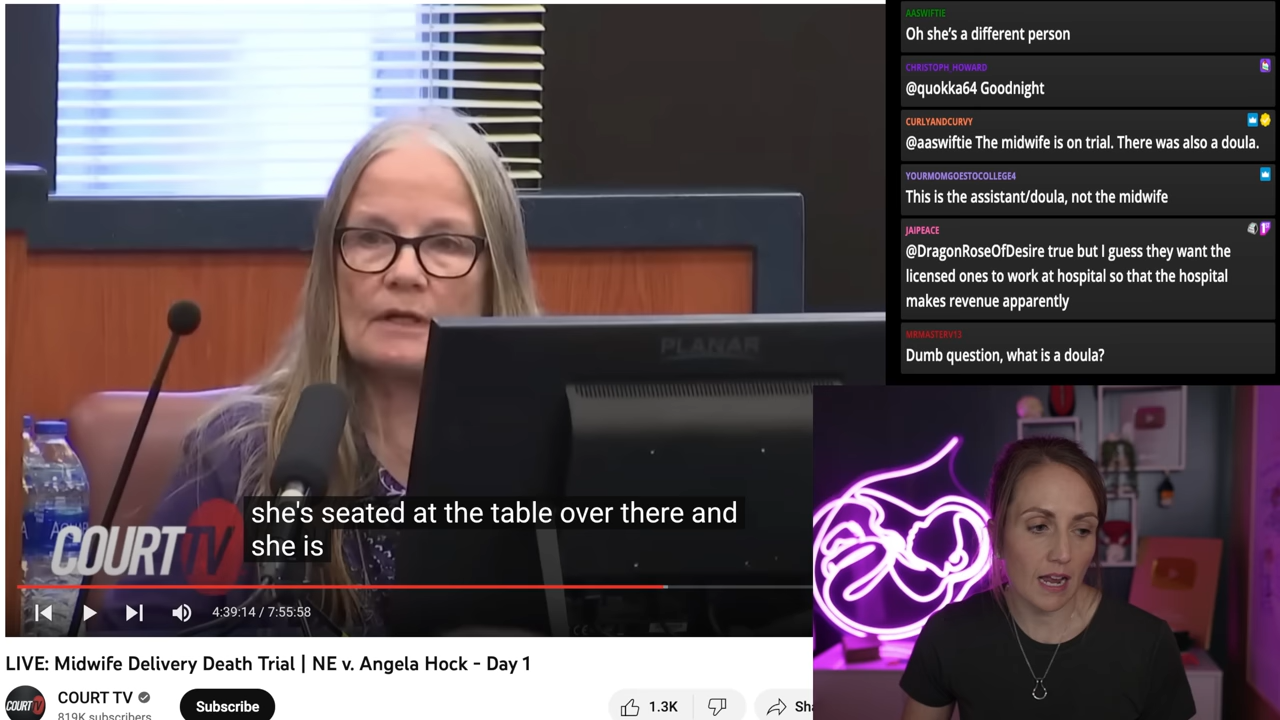 PLANAR
COURT TV
she's seated at the table over there and
she is
4:39:14 / 7:55:58
LIVE: Midwife Delivery Death Trial | NE v. Angela Hock - Day 1
COURT TV
COURT TV
819K subscribers
Subscribe
1.3K
Sha
AASWIFTIE
Oh she's a different person
CHRISTOPH_HOWARD
@quokka64 Goodnight
CURLYANDCURVY
@aaswiftie The midwife is on trial. There was also a doula.
YOURMOMGOESTOCOLLEGE4
This is the assistant/doula, not the midwife
JAIPEACE
@DragonRoseOfDesire true but I guess they want the
licensed ones to work at hospital so that the hospital
makes revenue apparently
MRMASTERV13
Dumb question, what is a doula?